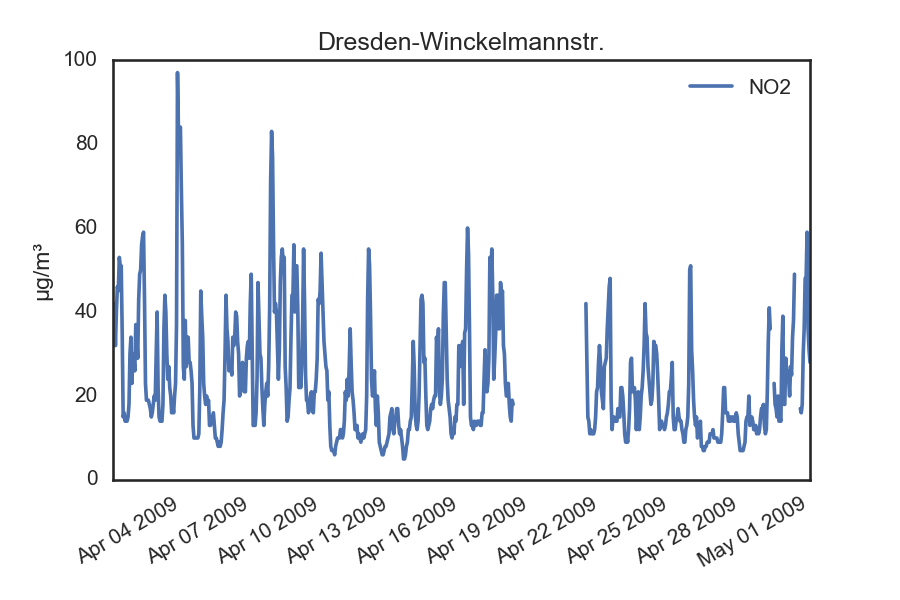 Dresden-Winckelmannstr.
100
80
60
40
20
0
µg/m³
NO2
Apr 04 2009
Apr 07 2009
Apr 10 2009
Apr 13 2009
Apr 16 2009
Apr 19 2009
Apr 22 2009
Apr 25 2009
Apr 28 2009
May 01 2009